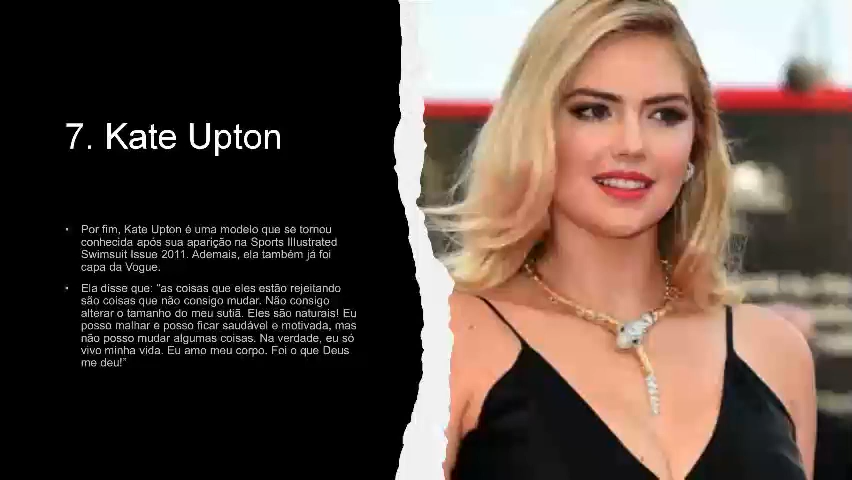 7. Kate Upton
• Por fim, Kate Upton é uma modelo que se tornou
conhecida após sua aparição na Sports Illustrated
Swimsuit Issue 2011. Ademais, ela também já foi
capa da Vogue.
• Ela disse que: “as coisas que eles estão rejeitando
são coisas que não consigo mudar. Não consigo
alterar o tamanho do meu sutiã. Eles são naturais! Eu
posso malhar e posso ficar saudável e motivada, mas
não posso mudar algumas coisas. Na verdade, eu só
vivo minha vida. Eu amo meu corpo. Foi o que Deus
me deu!”